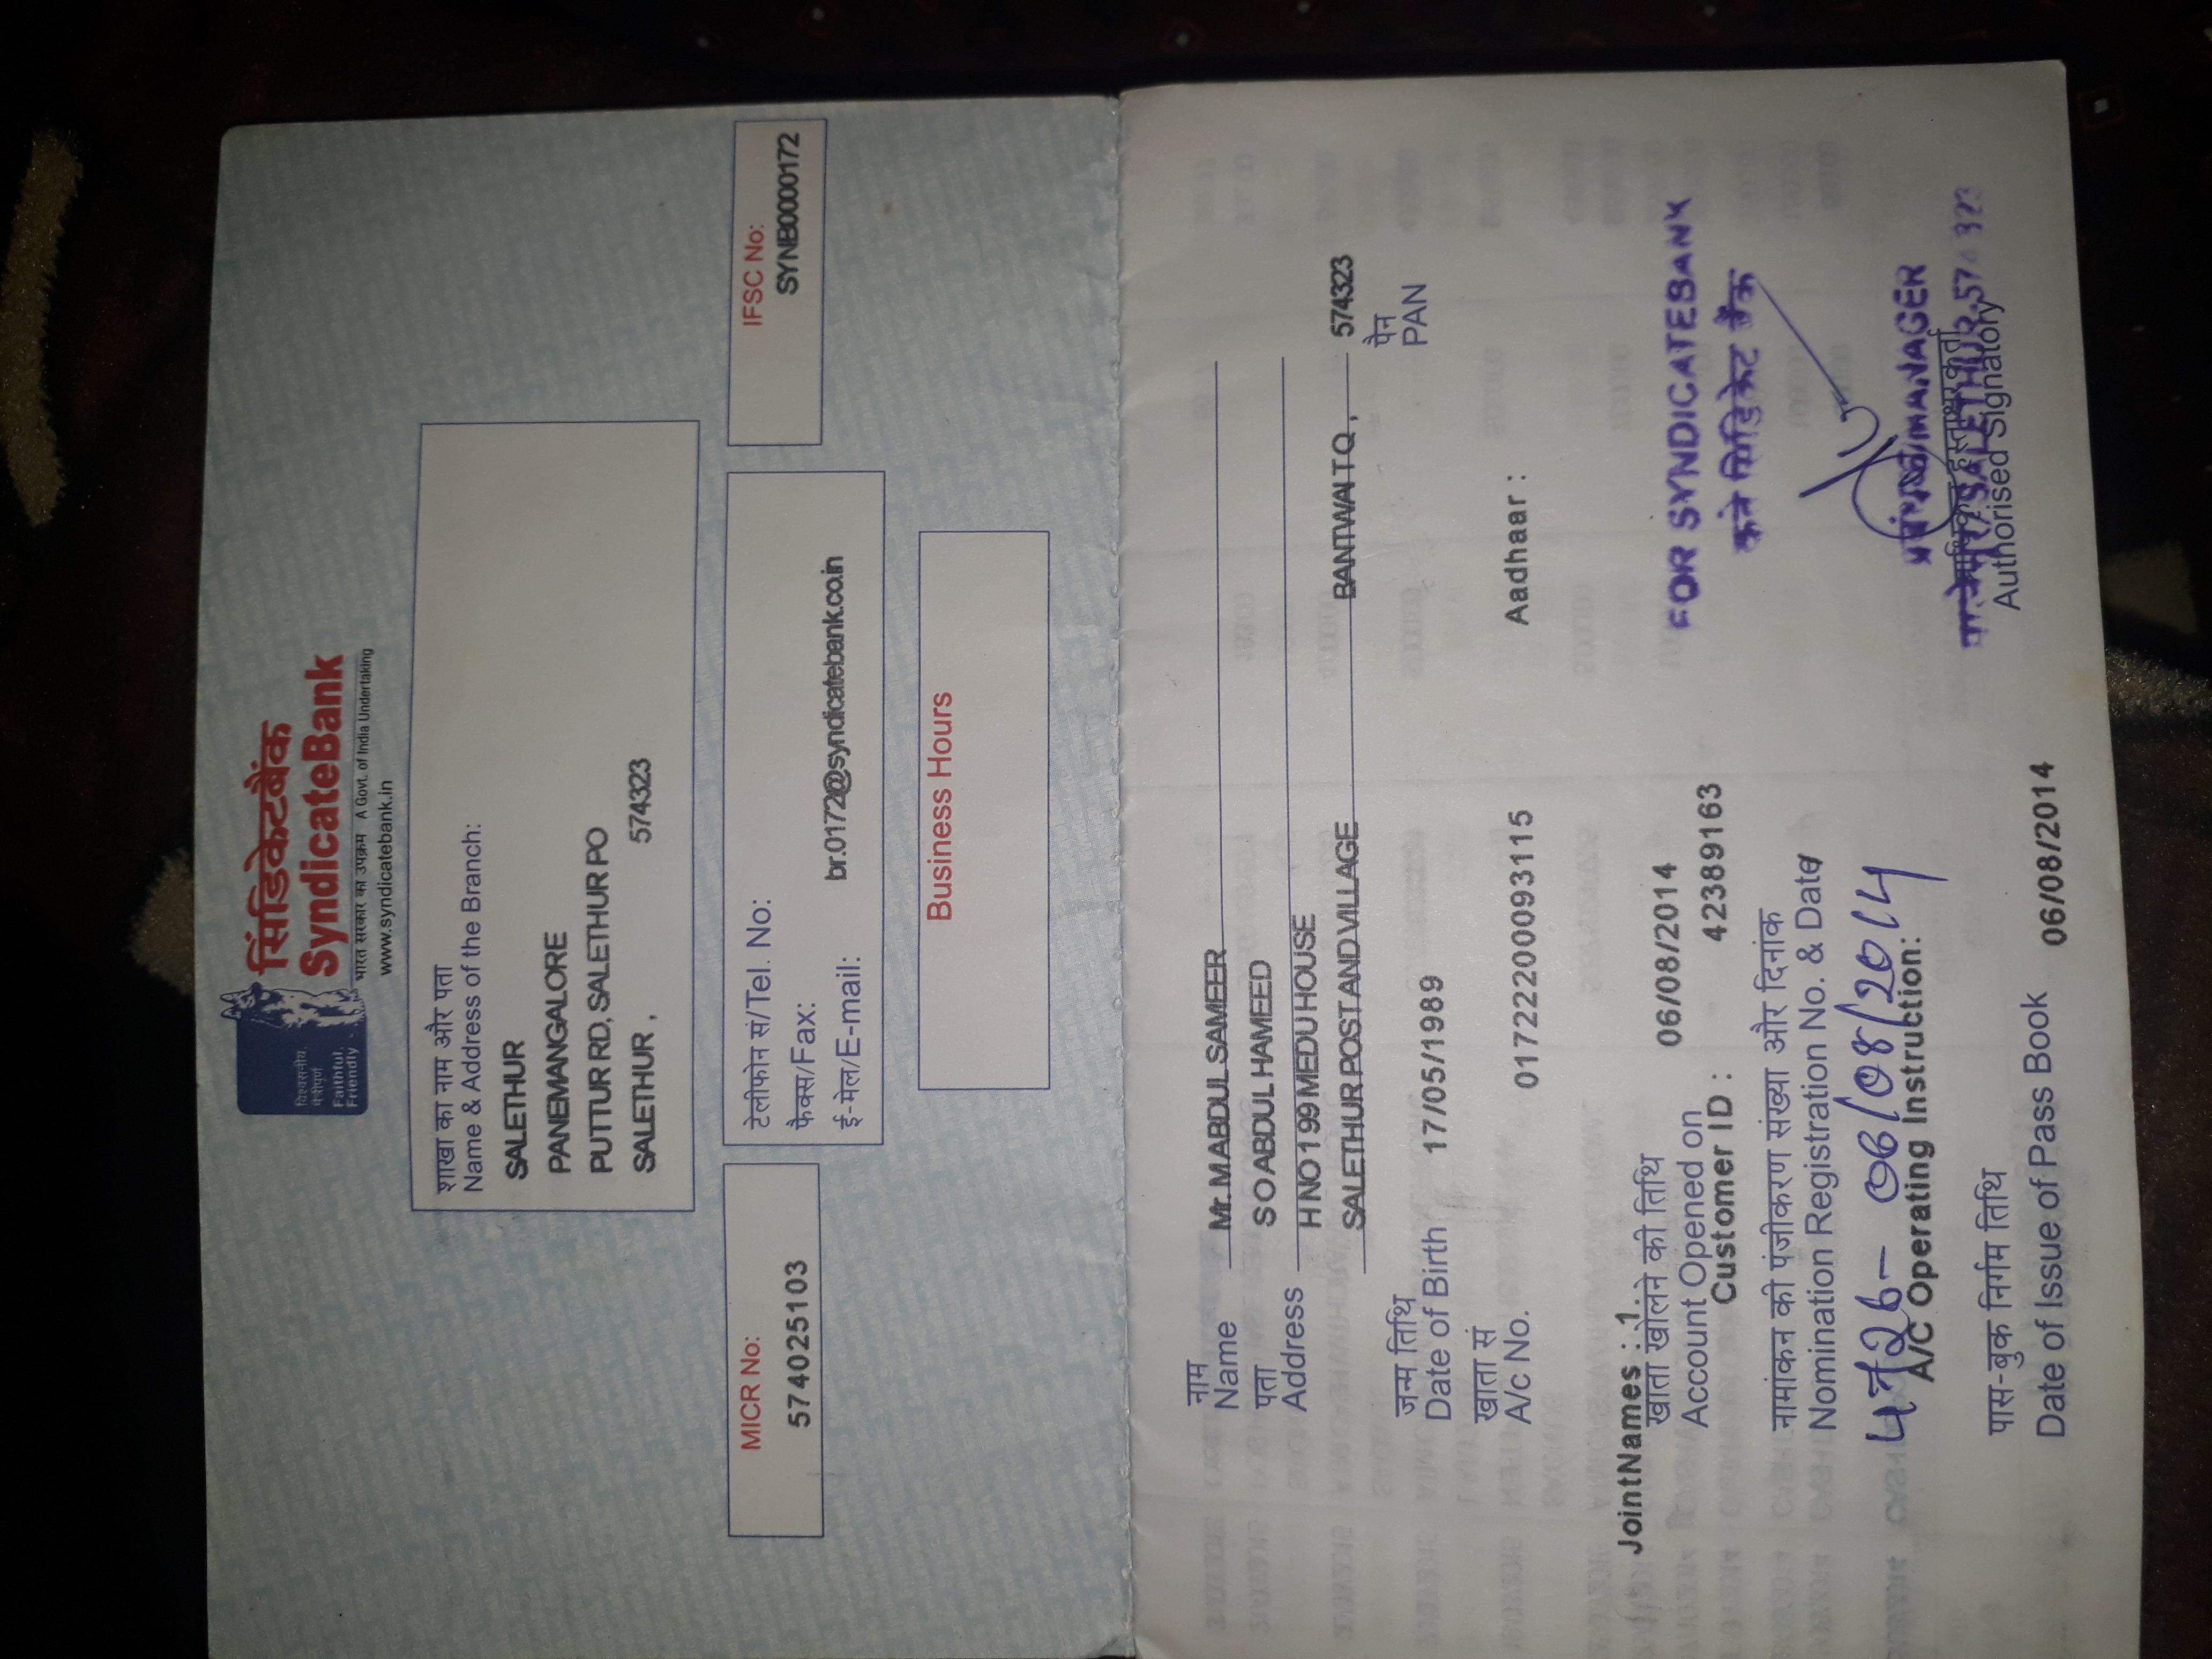 विश्वसनीय,
मैत्रीपूर्ण
Faithful,
Friendly
सिंडिकेटबैंक
SyndicateBank
भारत सरकार का उपक्रम A Govt. of India Undertaking
www.syndicatebank.in
शाखा का नाम और पता
Name & Address of the Branch:
SALETHUR
PANEMANGALORE
PUTTUR RD, SALETHUR PO
SALETHUR , 574323
MICR No:
574025103
टेलीफोन सं/Tel. No:
फैक्स/Fax:
ई-मेल/E-mail: br.0172@syndicatebank.co.in
IFSC No:
SYNB0000172
Business Hours
नाम
Name Mr. M ABDUL SAMEER
पता S O ABDUL HAMEED
Address
H NO 1 99 MEDU HOUSE
SALETHUR POST AND VILLAGE BANTWAl T Q , 574323
पैन
PAN
जन्म तिथि
Date of Birth 17/05/1989
खाता सं
A/c No. 01722200093115 Aadhaar :
JointNames : 1.
खाता खोलने की तिथि
Account Opened on 06/08/2014
Customer ID : 42389163
FOR SYNDICATEBANK
कृते सिंडिकेट बैंक
नामांकन की पंजीकरण संख्या और दिनांक
Nomination Registration No. & Date
4726- 06/08/2014
A/C Operating Instruction:
MANAGER
प्राधिकृत हस्ताक्षरकर्ता
SALETHUR-574 323
Authorised Signatory
पास-बुक निर्गम तिथि
Date of Issue of Pass Book 06/08/2014